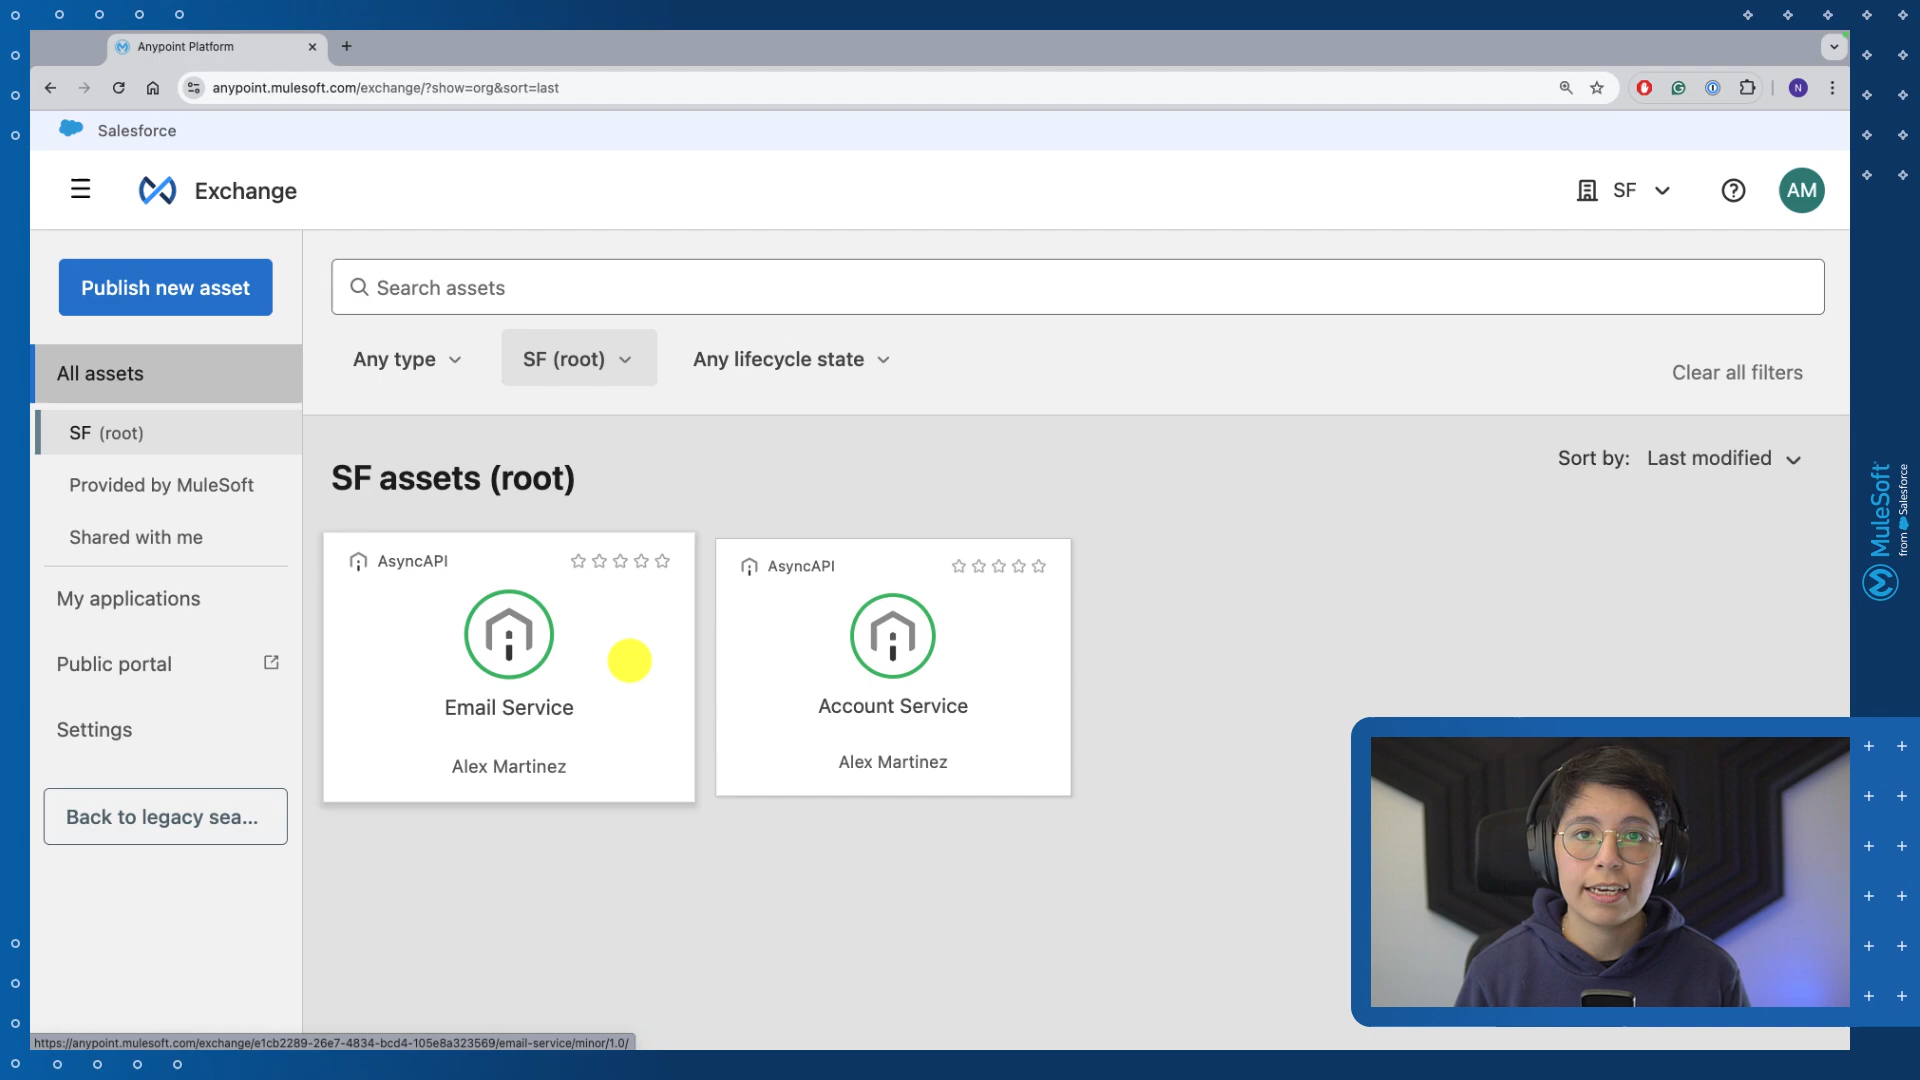 Anypoint Platform
anypoint.mulesoft.com/exchange/?show=org&sort=last
N
Salesforce
Exchange
SF
AM
Publish new asset
Search assets
Any type
SF (root)
Any lifecycle state
Clear all filters
All assets
SF (root)
Provided by MuleSoft
Shared with me
My applications
Public portal
Settings
Back to legacy sea...
SF assets (root)
Sort by: Last modified
AsyncAPI
Email Service
Alex Martinez
AsyncAPI
Account Service
Alex Martinez
https://anypoint.mulesoft.com/exchange/e1cb2289-26e7-4834-bcd4-105e8a323569/email-service/minor/1.0/
MuleSoft
from Salesforce